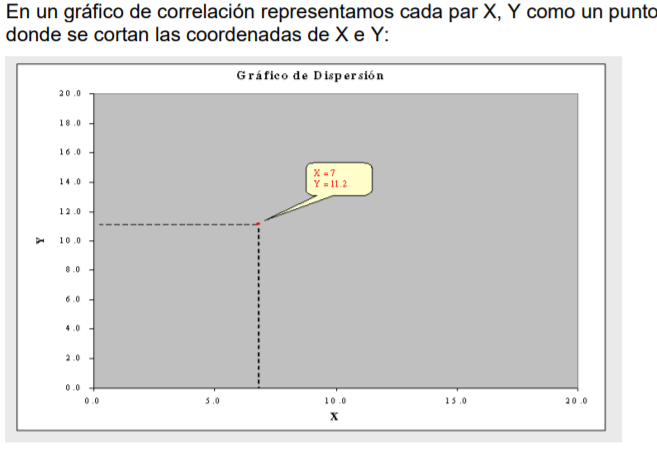 En un gráfico de correlación representamos cada par X, Y como un punto
donde se cortan las coordenadas de X e Y:
Gráfico de Dispersión
20.0
18.0
16.0
X = 7
Y = 11.2
14.0
12.0
Y
10.0
8.0
6.0
4.0
2.0
0.0
0.0 5.0 10.0 15.0 20.0
X